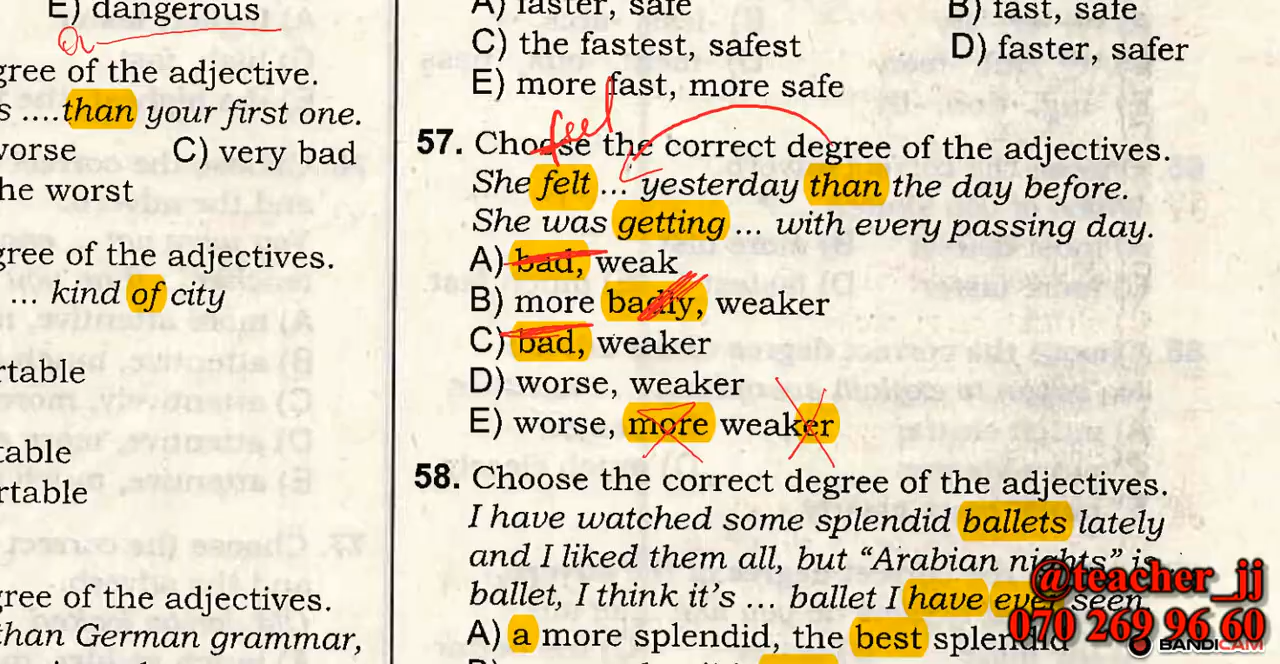 E) dangerous
gree of the adjective.
s ....than your first one.
worse C) very bad
he worst
gree of the adjectives.
... kind of city
rtable
table
rtable
gree of the adjectives.
than German grammar,
A) faster, safe B) fast, safe
C) the fastest, safest D) faster, safer
E) more fast, more safe
feel
57. Choose the correct degree of the adjectives.
She felt ... yesterday than the day before.
She was getting ... with every passing day.
A) bad, weak
B) more badly, weaker
C) bad, weaker
D) worse, weaker
E) worse, more weaker
58. Choose the correct degree of the adjectives.
I have watched some splendid ballets lately
and I liked them all, but “Arabian nights” is
ballet, I think it's ... ballet I have ever seen.
A) a more splendid, the best splendid
@teacher_jj
070 269 96 60
BANDICAM